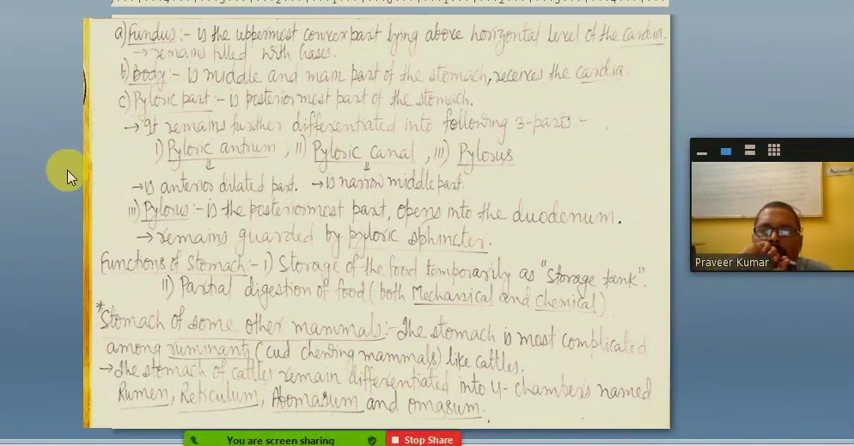 a) Fundus:- is the uppermost convex part lying above horizontal level of the cardia.
→ remains filled with Gases.
b) Body:- is middle and main part of the stomach, receives the cardia.
c) Pyloric part:- is posterior most part of the stomach.
→ It remains further differentiated into following 3-parts:-
i) Pyloric antrum, ii) Pyloric canal, iii) Pylorus
→ is anterior dilated part. → is narrow middle part.
iii) Pylorus:- is the posteriormost part, opens into the duodenum.
→ remains guarded by pyloric sphincter.
Functions of Stomach:- i) Storage of the food temporarily as "storage tank".
ii) Partial digestion of food (both Mechanical and chemical)
*Stomach of some other mammals:- The stomach is most complicated
among ruminants (cud chewing mammals) like cattles.
→ The stomach of cattles remain differentiated into 4-chambers named
Rumen, Reticulum, Abomasum and omasum.
Praveer Kumar
You are screen sharing
Stop Share